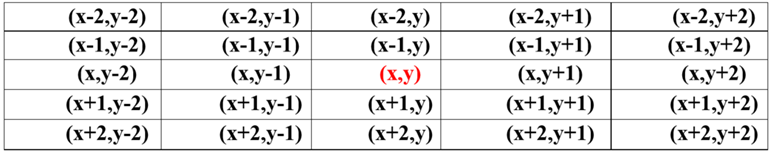 (x-2,y-2) (x-2,y-1) (x-2,y) (x-2,y+1) (x-2,y+2)
(x-1,y-2) (x-1,y-1) (x-1,y) (x-1,y+1) (x-1,y+2)
(x,y-2) (x,y-1) (x,y) (x,y+1) (x,y+2)
(x+1,y-2) (x+1,y-1) (x+1,y) (x+1,y+1) (x+1,y+2)
(x+2,y-2) (x+2,y-1) (x+2,y) (x+2,y+1) (x+2,y+2)